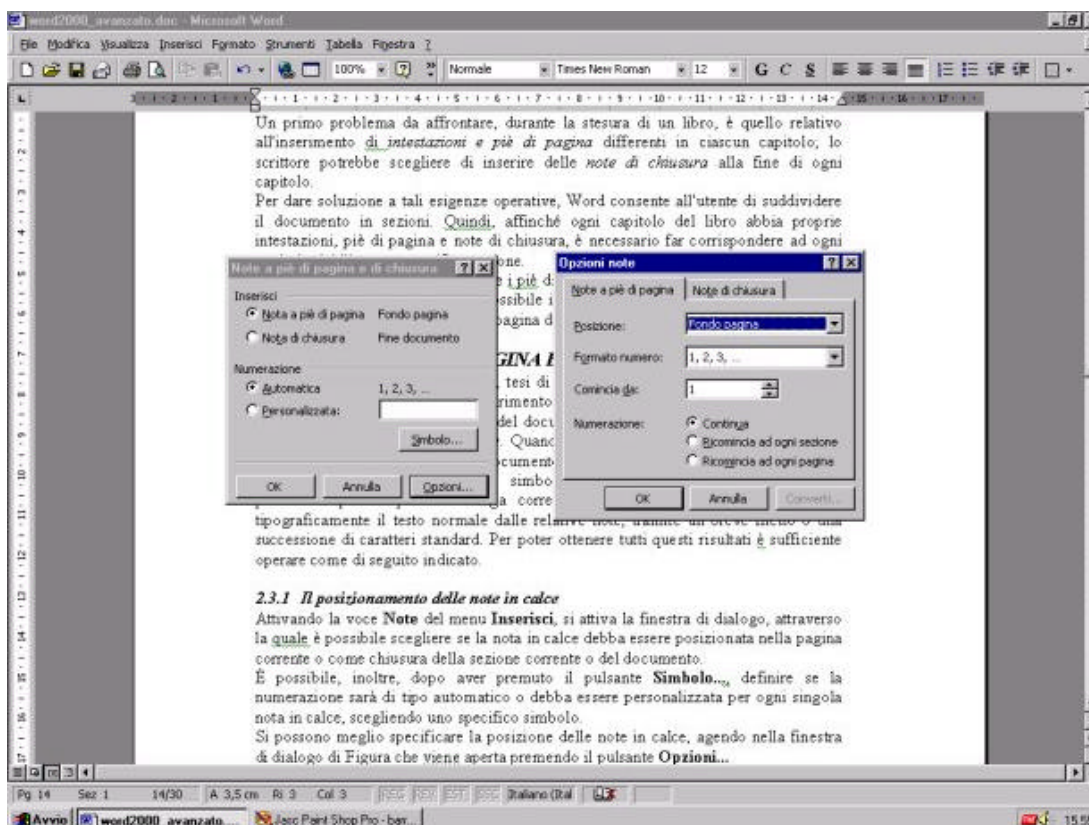 word2000_avanzato.doc - Microsoft Word
File Modifica Visualizza Inserisci Formato Strumenti Tabella Finestra ?
100% Normale Times New Roman 12 G C S
Un primo problema da affrontare, durante la stesura di un libro, è quello relativo
all'inserimento di intestazioni e piè di pagina differenti in ciascun capitolo; lo
scrittore potrebbe scegliere di inserire delle note di chiusura alla fine di ogni
capitolo.
Per dare soluzione a tali esigenze operative, Word consente all'utente di suddividere
il documento in sezioni. Quindi, affinché ogni capitolo del libro abbia proprie
intestazioni, piè di pagina e note di chiusura, è necessario far corrispondere ad ogni
Note a piè di pagina e di chiusura
Inserisci
Nota a piè di pagina Fondo pagina
Nota di chiusura Fine documento
Numerazione
Automatica 1, 2, 3, ...
Personalizzata:
Simbolo...
OK Annulla Opzioni...
Opzioni note
Note a piè di pagina Note di chiusura
Posizione: Fondo pagina
Formato numero: 1, 2, 3, ...
Comincia da: 1
Numerazione: Continua
Ricomincia ad ogni sezione
Ricomincia ad ogni pagina
OK Annulla Converti...
tipograficamente il testo normale dalle relative note, tramite un breve
successione di caratteri standard. Per poter ottenere tutti questi risultati è sufficiente
operare come di seguito indicato.
2.3.1 Il posizionamento delle note in calce
Attivando la voce Note del menu Inserisci, si attiva la finestra di dialogo, attraverso
la quale è possibile scegliere se la nota in calce debba essere posizionata nella pagina
corrente o come chiusura della sezione corrente o del documento.
È possibile, inoltre, dopo aver premuto il pulsante Simbolo..., definire se la
numerazione sarà di tipo automatico o debba essere personalizzata per ogni singola
nota in calce, scegliendo uno specifico simbolo.
Si possono meglio specificare la posizione delle note in calce, agendo nella finestra
di dialogo di Figura che viene aperta premendo il pulsante Opzioni...
Pg 14 Sez 1 14/30 A 3,5 cm Ri 3 Col 3 REG REV EST SSC Italiano (Ital
Avvio word2000_avanzato.... Jasc Paint Shop Pro - barr...